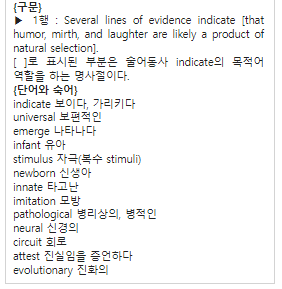 {구문}
▶ 1행 : Several lines of evidence indicate [that
humor, mirth, and laughter are likely a product of
natural selection].
[ ]로 표시된 부분은 술어동사 indicate의 목적어
역할을 하는 명사절이다.
{단어와 숙어}
indicate 보이다, 가리키다
universal 보편적인
emerge 나타나다
infant 유아
stimulus 자극(복수 stimuli)
newborn 신생아
innate 타고난
imitation 모방
pathological 병리상의, 병적인
neural 신경의
circuit 회로
attest 진실임을 증언하다
evolutionary 진화의